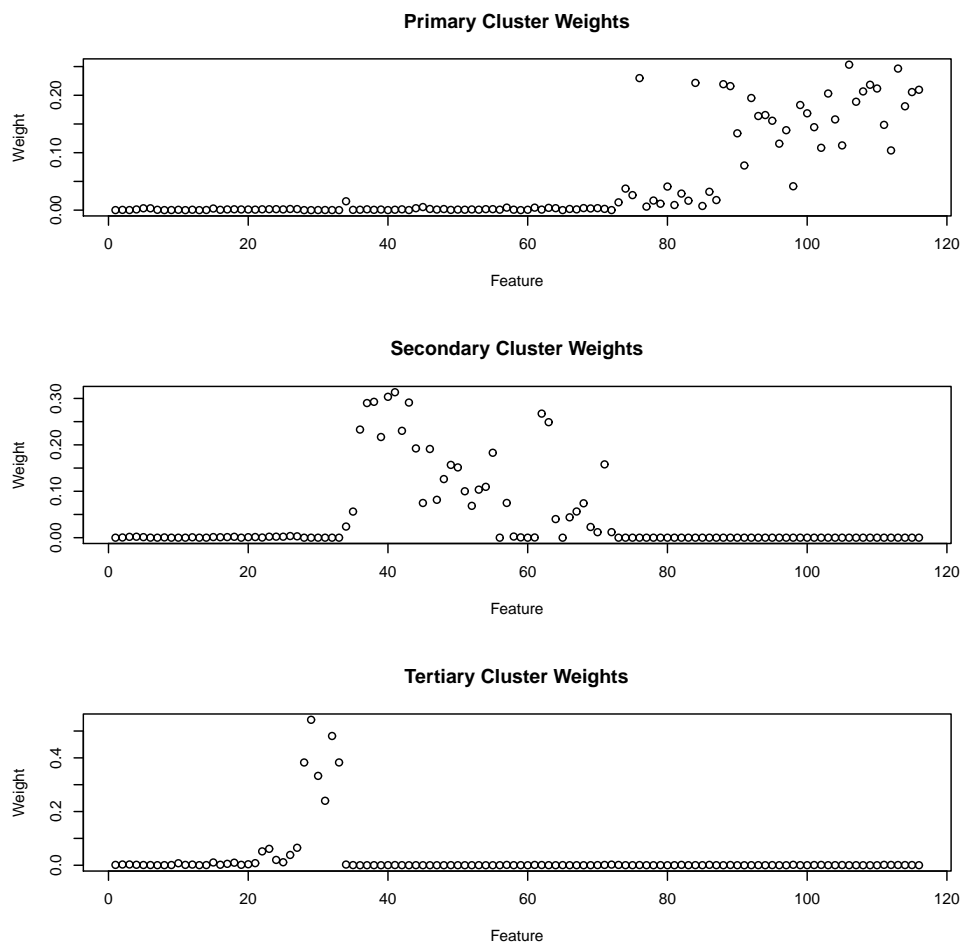 Primary Cluster Weights
Weight
0.00 0.10 0.20
0 20 40 60 80 100 120
Feature
Secondary Cluster Weights
Weight
0.00 0.10 0.20 0.30
0 20 40 60 80 100 120
Feature
Tertiary Cluster Weights
Weight
0.0 0.2 0.4
0 20 40 60 80 100 120
Feature